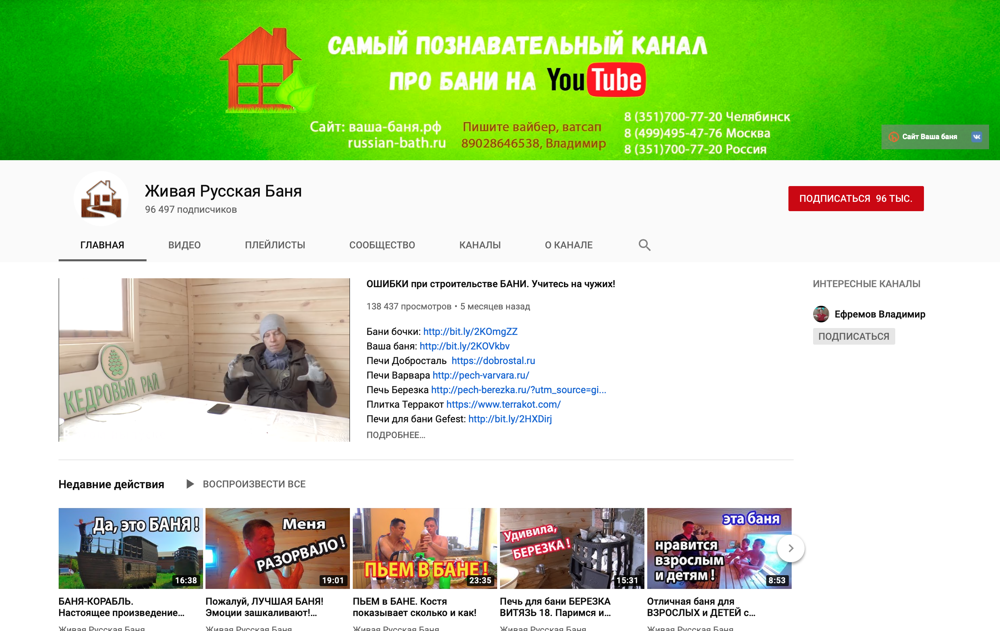 САМЫЙ ПОЗНАВАТЕЛЬНЫЙ КАНАЛ
ПРО БАНИ НА YouTube
Сайт: ваша-баня.рф
russian-bath.ru
Пишите вайбер, ватсап
89028646538, Владимир
8 (351)700-77-20 Челябинск
8 (499)495-47-76 Москва
8 (351)700-77-20 Россия
Сайт Ваша баня
Живая Русская Баня
96 497 подписчиков
ПОДПИСАТЬСЯ 96 ТЫС.
ГЛАВНАЯ
ВИДЕО
ПЛЕЙЛИСТЫ
СООБЩЕСТВО
КАНАЛЫ
О КАНАЛЕ
КЕДРОВЫЙ РАЙ
ОШИБКИ при строительстве БАНИ. Учитесь на чужих!
138 437 просмотров • 5 месяцев назад
Бани бочки: http://bit.ly/2KOmgZZ
Ваша баня: http://bit.ly/2KOVkbv
Печи Добросталь https://dobrostal.ru
Печи Варвара http://pech-varvara.ru/
Печь Березка http://pech-berezka.ru/?utm_source=gi...
Плитка Терракот https://www.terrakot.com/
Печи для бани Gefest: http://bit.ly/2HXDirj
ПОДРОБНЕЕ...
ИНТЕРЕСНЫЕ КАНАЛЫ
Ефремов Владимир
ПОДПИСАТЬСЯ
Недавние действия
ВОСПРОИЗВЕСТИ ВСЕ
Да, это БАНЯ!
16:38
Меня
РАЗОРВАЛО!
19:01
ПЬЕМ В БАНЕ!
23:35
Удивила,
БЕРЕЗКА!
15:31
эта баня
нравится
взрослым
и детям!
8:53
БАНЯ-КОРАБЛЬ.
Настоящее произведение...
Живая Русская Баня
Пожалуй, ЛУЧШАЯ БАНЯ!
Эмоции зашкаливают!...
Живая Русская Баня
ПЬЕМ в БАНЕ. Костя
показывает сколько и как!
Живая Русская Баня
Печь для бани БЕРЕЗКА
ВИТЯЗЬ 18. Паримся и...
Живая Русская Баня
Отличная баня для
ВЗРОСЛЫХ и ДЕТЕЙ с...
Живая Русская Баня